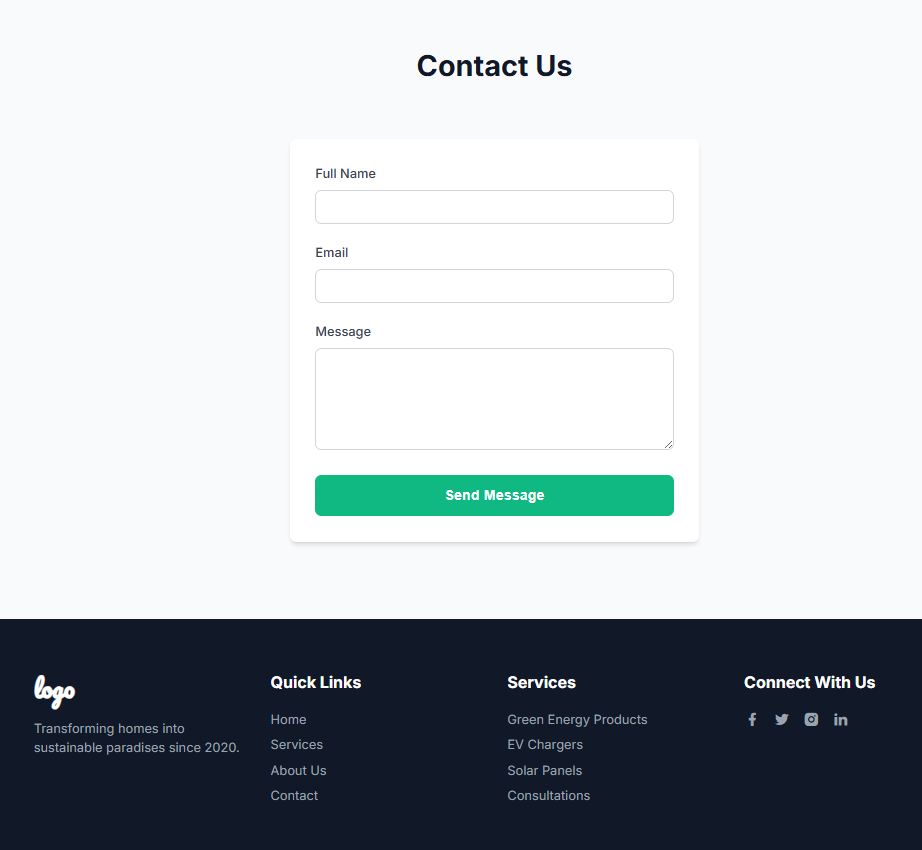 Contact Us
Full Name
Email
Message
Send Message
logo
Transforming homes into
sustainable paradises since 2020.
Quick Links
Home
Services
About Us
Contact
Services
Green Energy Products
EV Chargers
Solar Panels
Consultations
Connect With Us